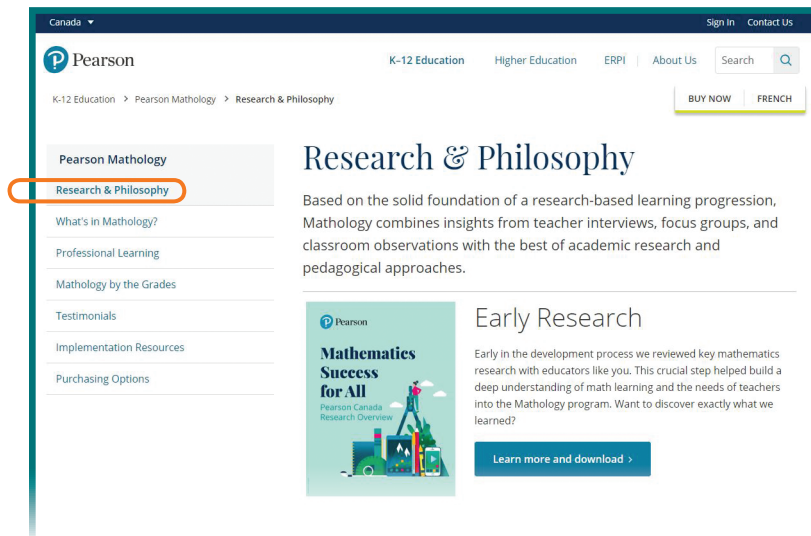 Canada
Sign In Contact Us
Pearson
K–12 Education Higher Education ERPI About Us Search
K-12 Education > Pearson Mathology > Research & Philosophy
BUY NOW FRENCH
Pearson Mathology
Research & Philosophy
What's in Mathology?
Professional Learning
Mathology by the Grades
Testimonials
Implementation Resources
Purchasing Options
Research & Philosophy
Based on the solid foundation of a research-based learning progression,
Mathology combines insights from teacher interviews, focus groups, and
classroom observations with the best of academic research and
pedagogical approaches.
Pearson
Mathematics
Success
for All
Pearson Canada
Research Overview
Early Research
Early in the development process we reviewed key mathematics
research with educators like you. This crucial step helped build a
deep understanding of math learning and the needs of teachers
into the Mathology program. Want to discover exactly what we
learned?
Learn more and download >